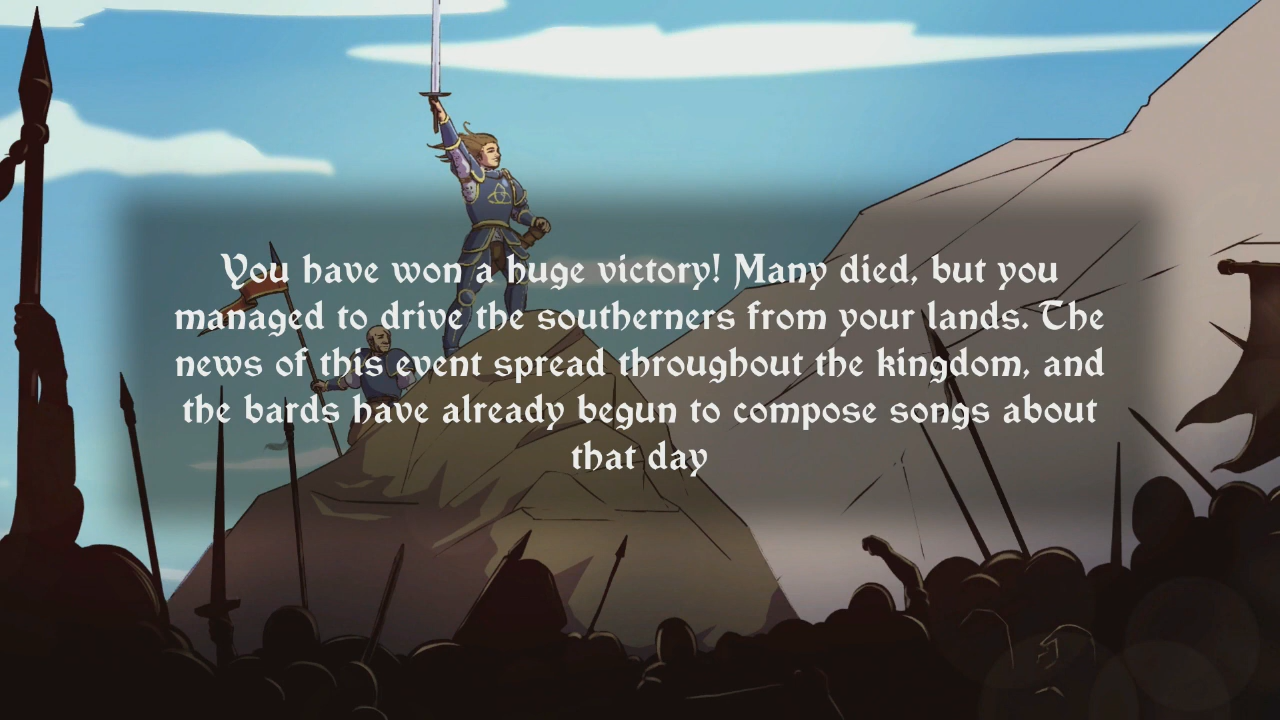 You have won a huge victory! Many died, but you
managed to drive the southerners from your lands. The
news of this event spread throughout the kingdom, and
the bards have already begun to compose songs about
that day